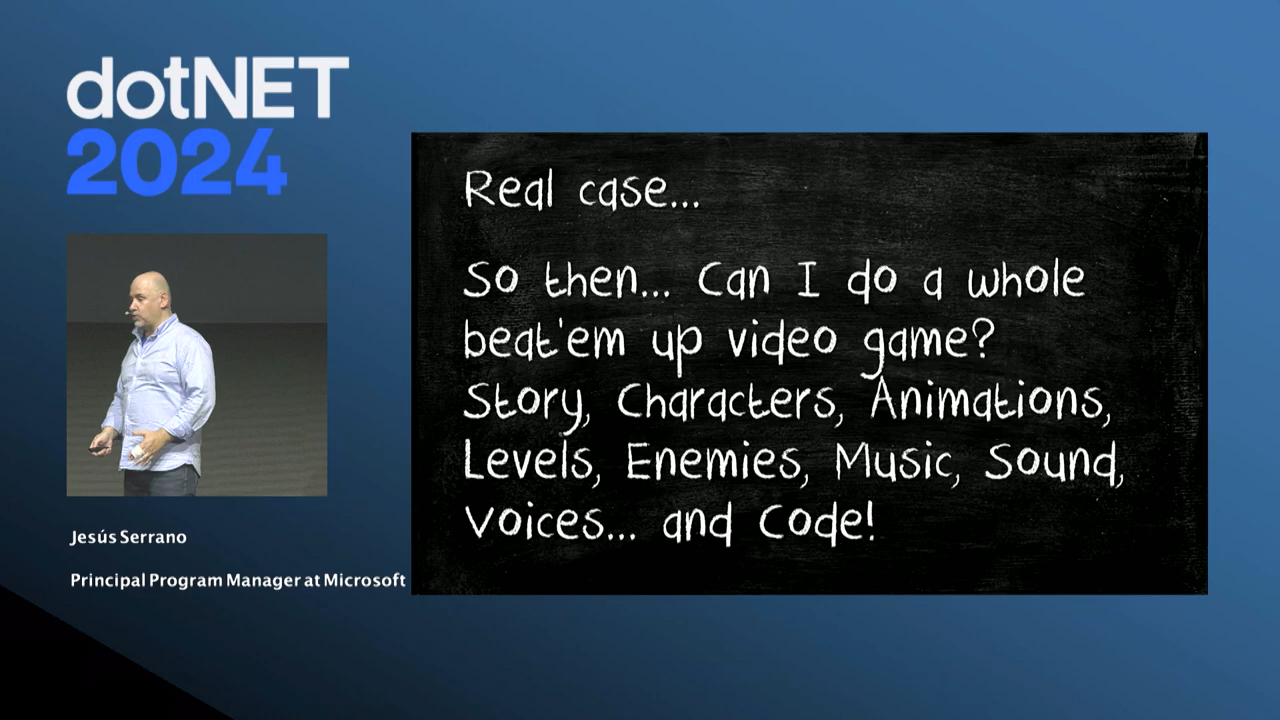 dotNET
2024
Real case...
So then... Can I do a whole
beat'em up video game?
Story, Characters, Animations,
Levels, Enemies, Music, Sound,
Voices... and Code!
Jesús Serrano
Principal Program Manager at Microsoft